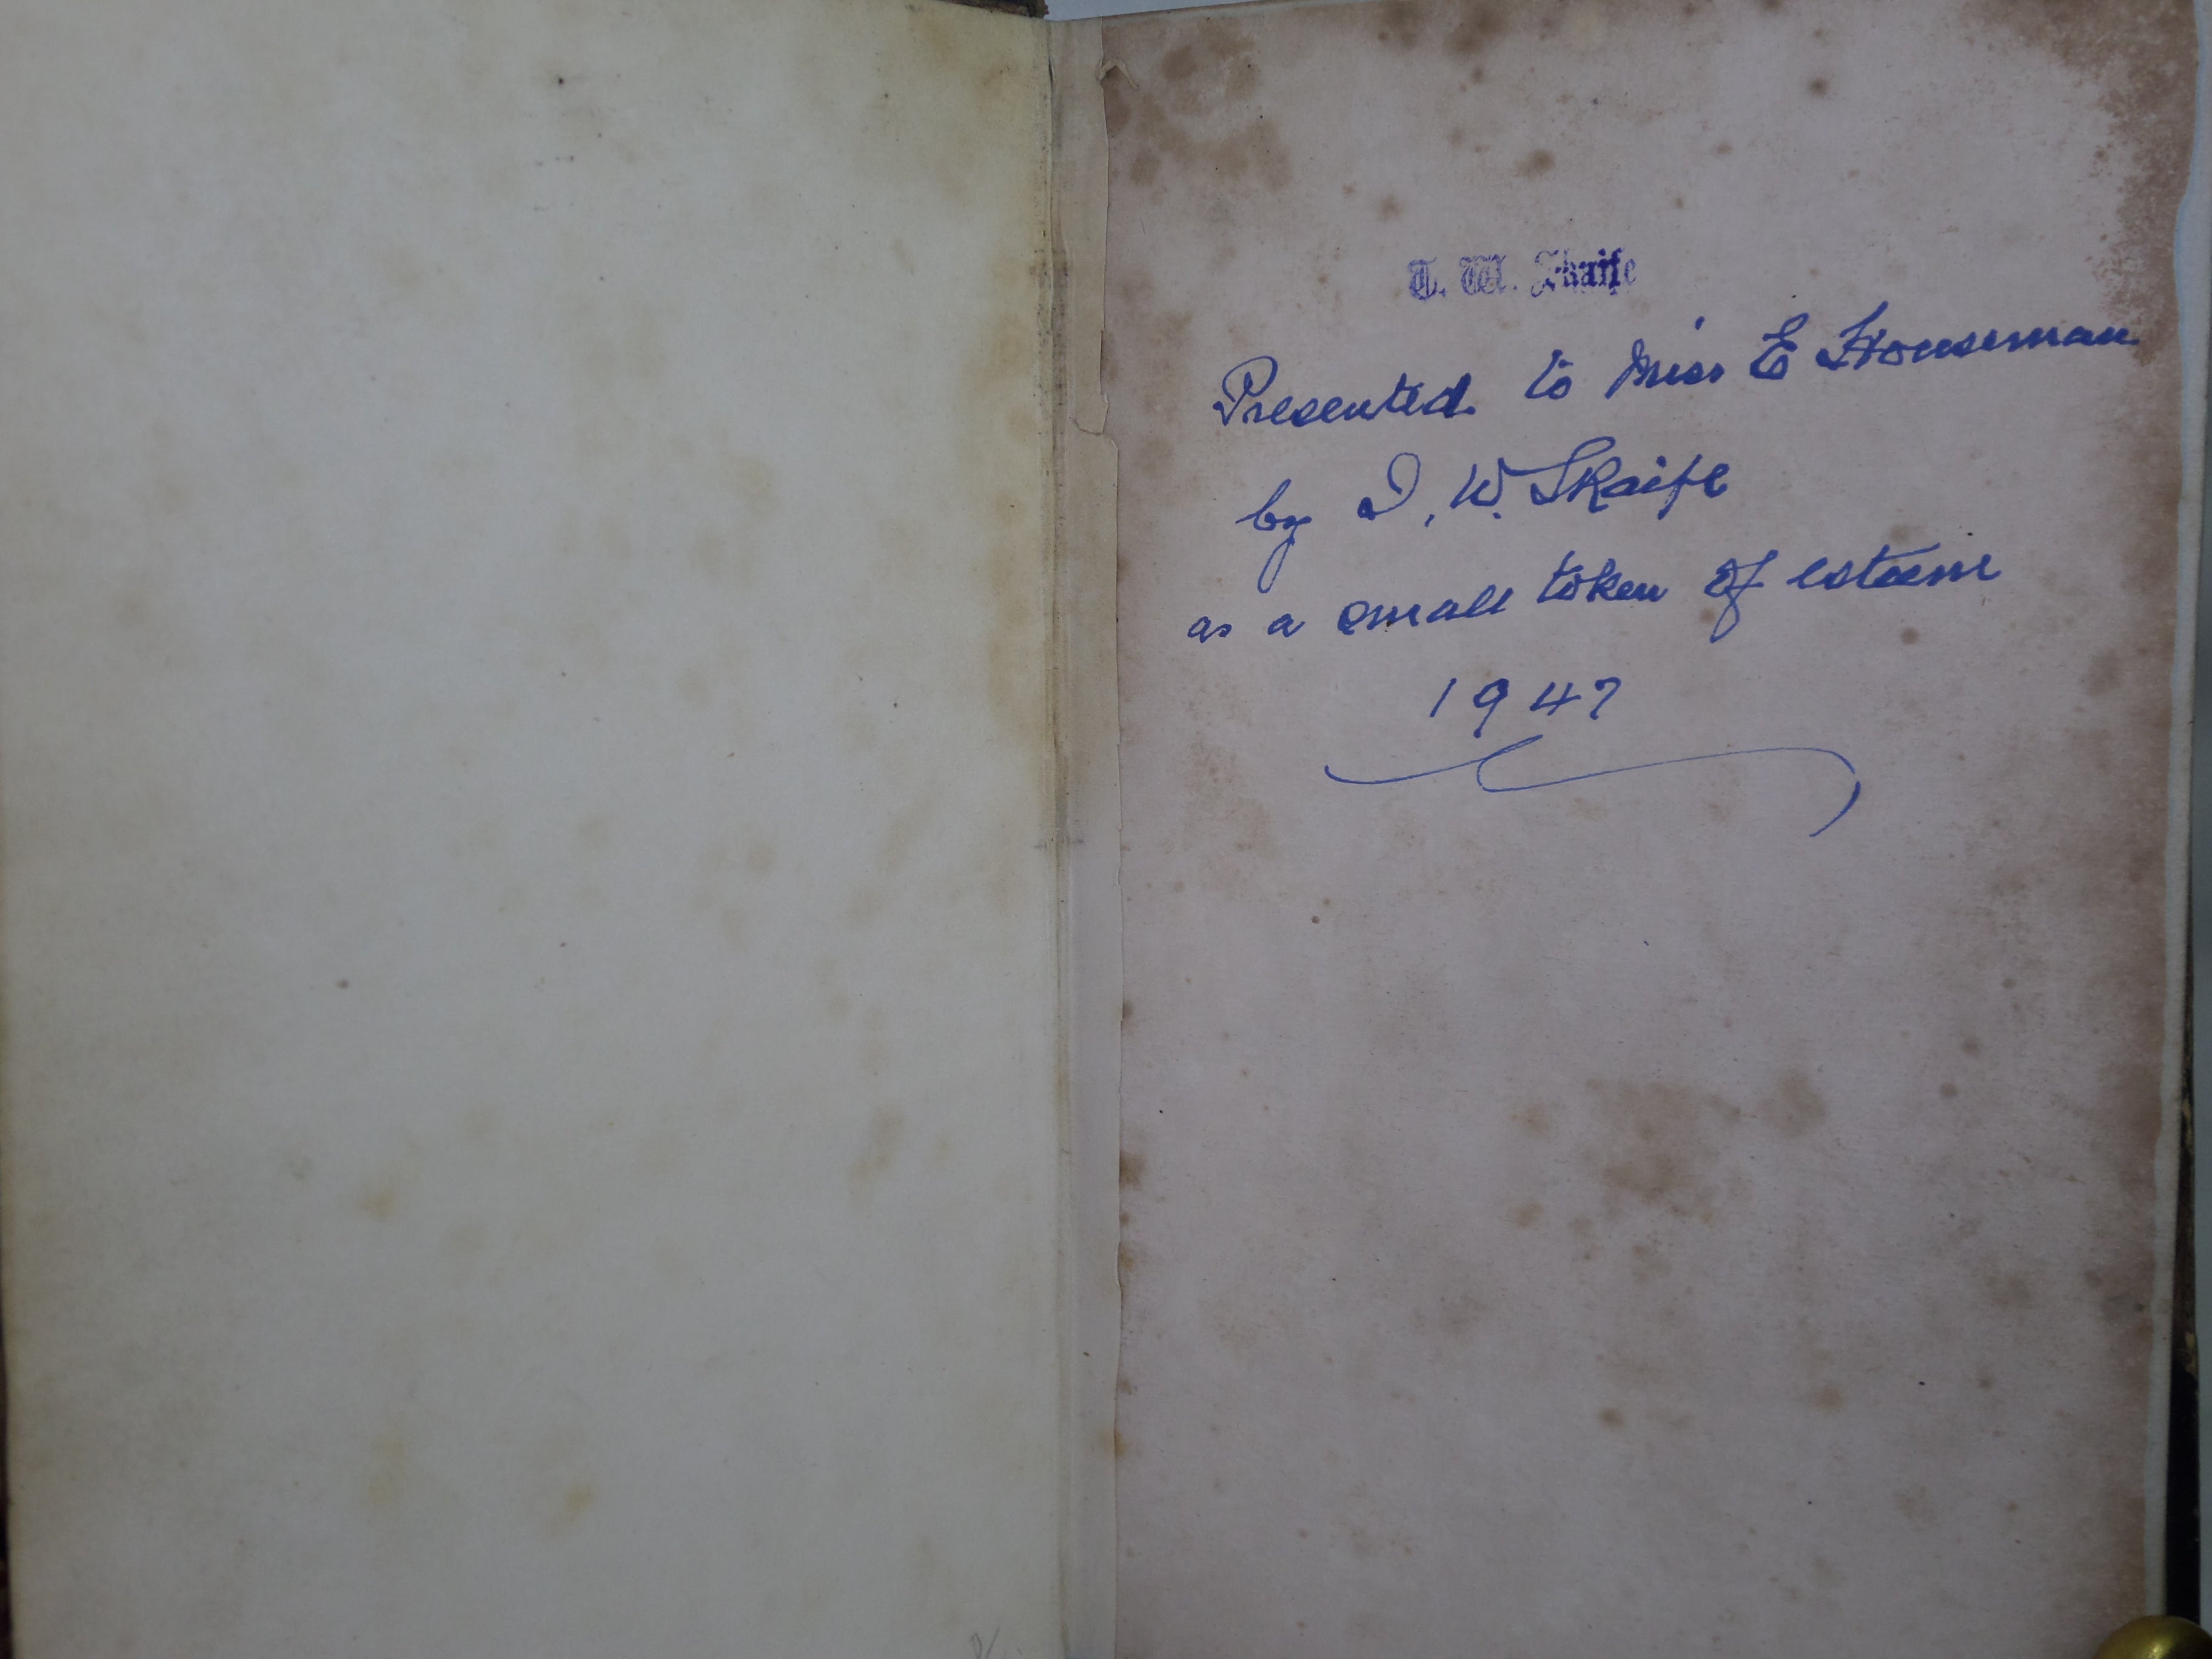 T. W. Skaife
Presented to Miss E Houseman
by T. W. Skaife
as a small token of esteem
1947